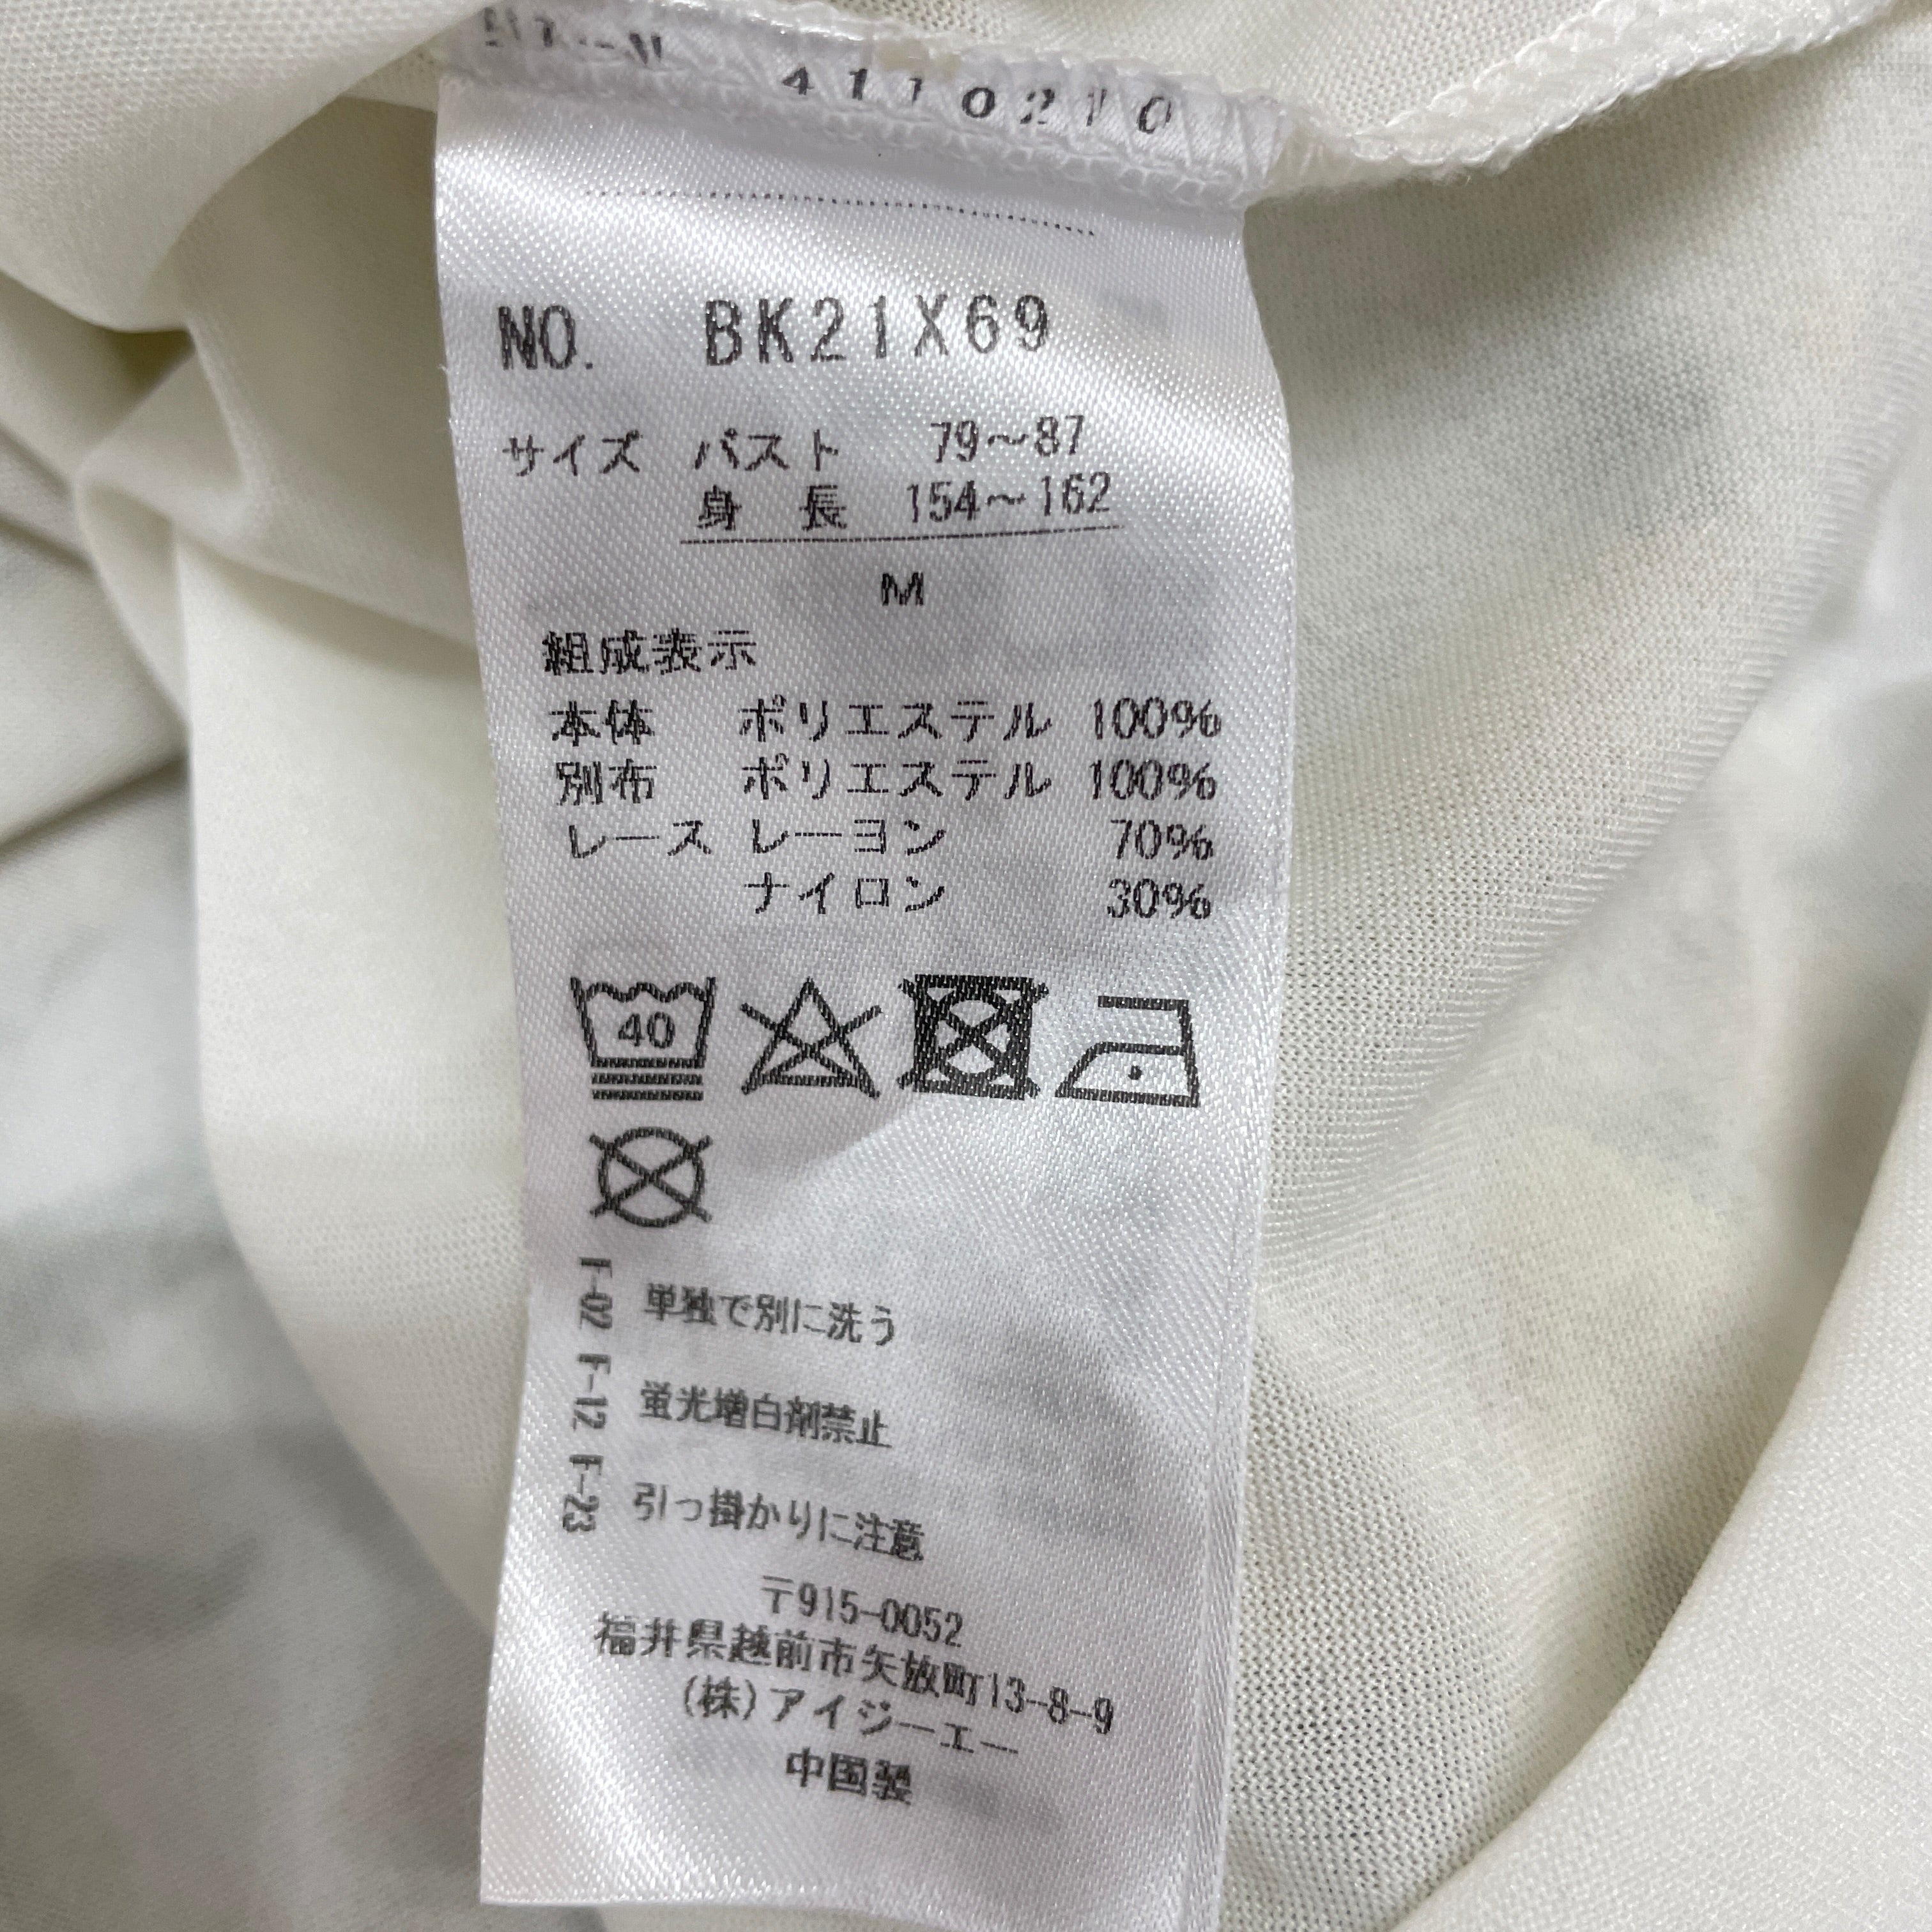 4110210
NO. BK21X69
サイズ バスト 79～87
身 長 154～162
M
組成表示
本体 ポリエステル 100%
別布 ポリエステル 100%
レース レーヨン 70%
ナイロン 30%
40
F-02 単独で別に洗う
F-12 蛍光増白剤禁止
F-23 引っ掛かりに注意
〒915-0052
福井県越前市矢放町13-8-9
(株)アイジーエー
中国製